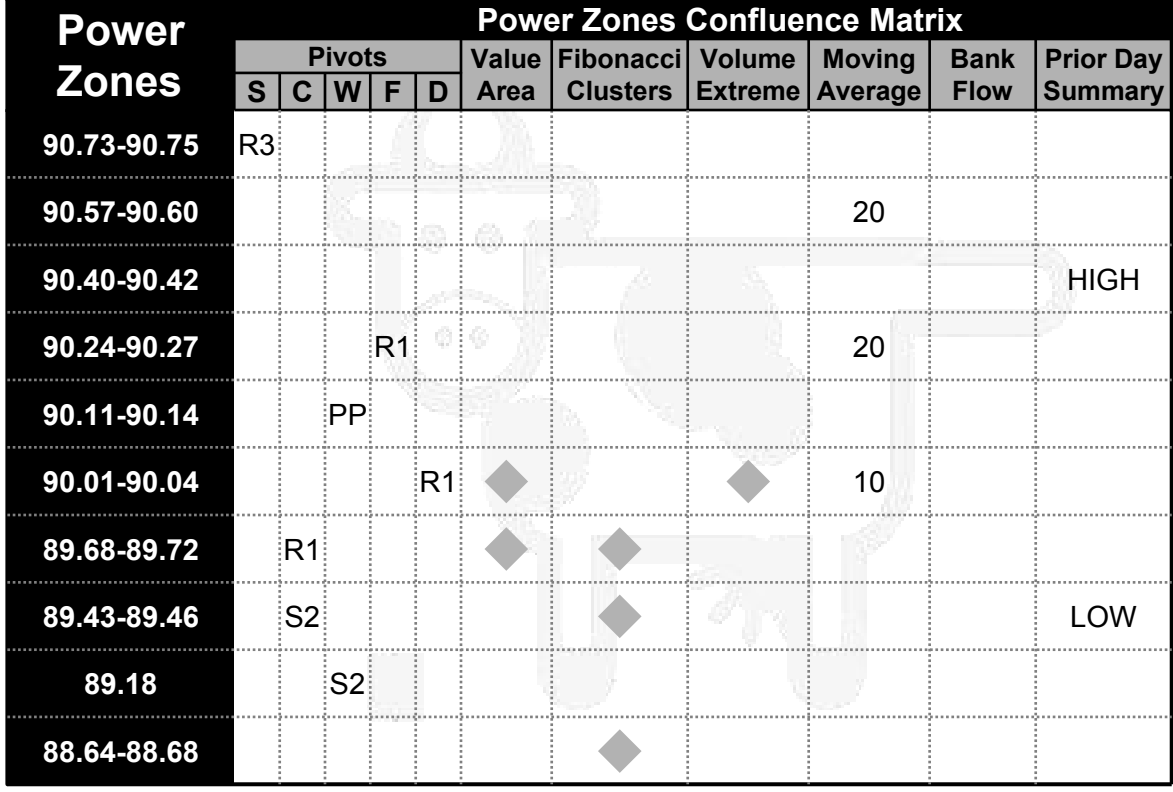 Power Zones
Power Zones Confluence Matrix
Pivots
S C W F D
Value Area
Fibonacci Clusters
Volume Extreme
Moving Average
Bank Flow
Prior Day Summary
90.73-90.75 R3
90.57-90.60 20
90.40-90.42 HIGH
90.24-90.27 R1 20
90.11-90.14 PP
90.01-90.04 R1 10
89.68-89.72 R1
89.43-89.46 S2 LOW
89.18 S2
88.64-88.68